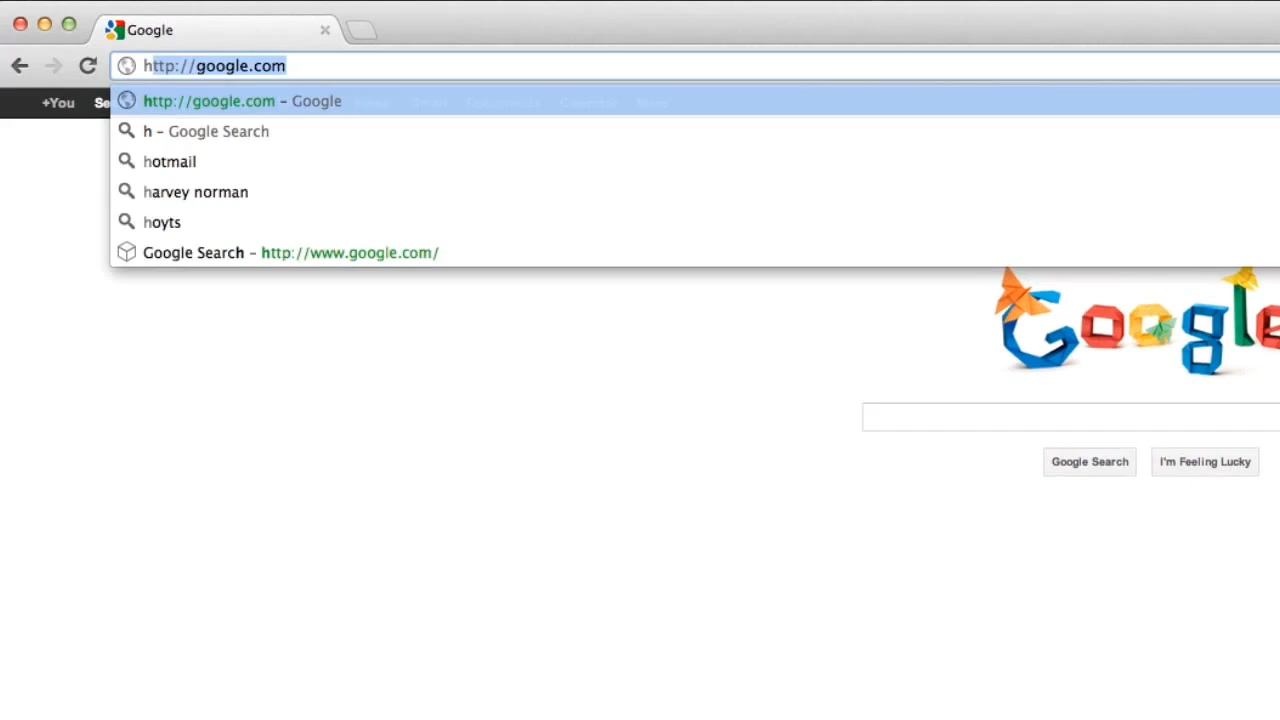 Google
http://google.com
+You Se
http://google.com – Google
h – Google Search
hotmail
harvey norman
hoyts
Google Search – http://www.google.com/
Google
Google Search I'm Feeling Lucky